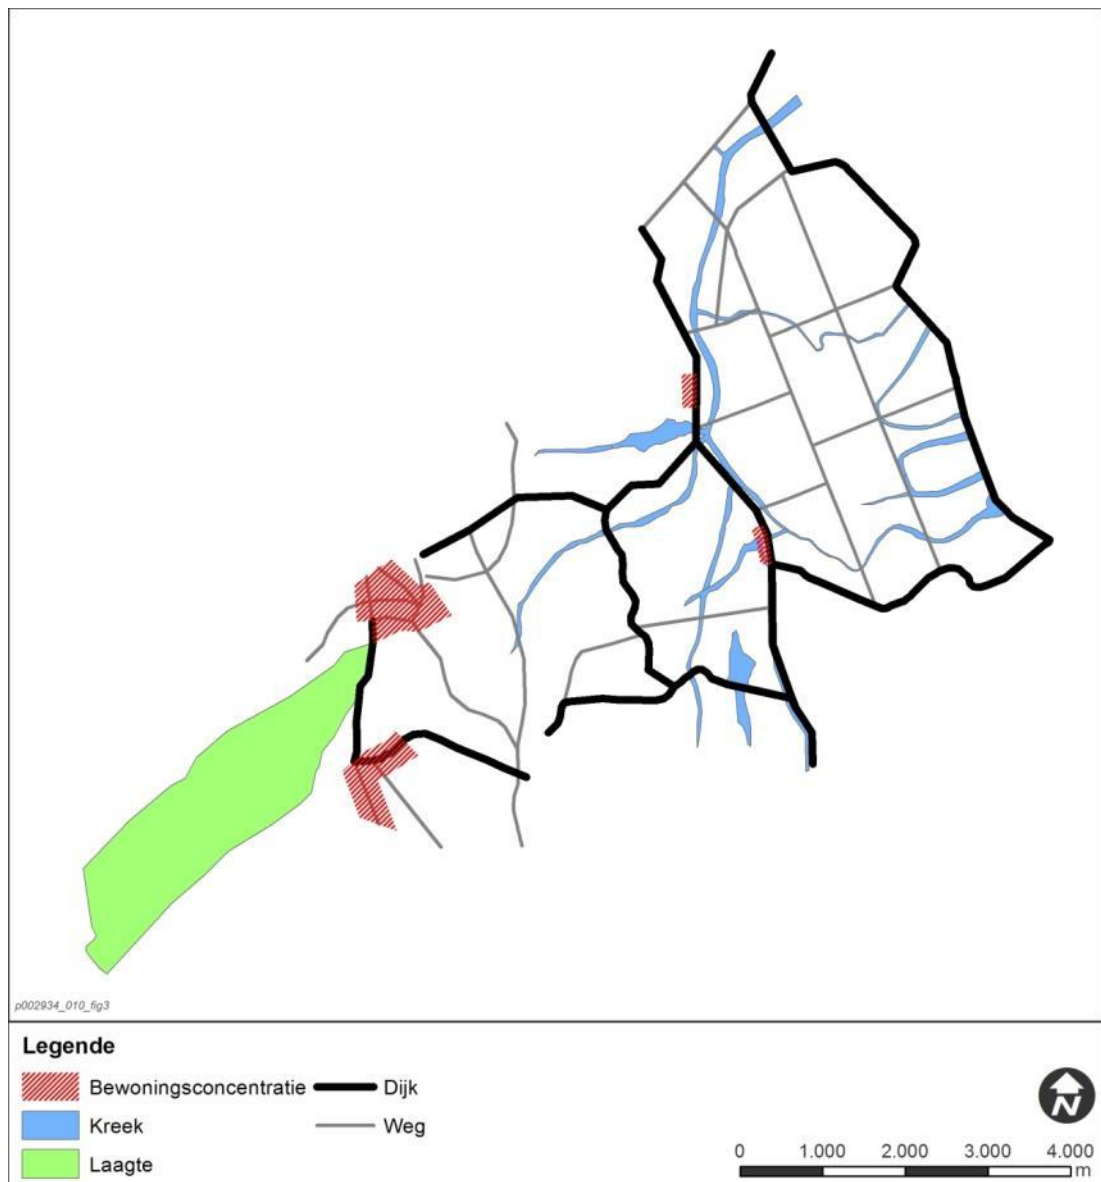 p002934_010_fig3
Legende
Bewoningsconcentratie
Dijk
Kreek
Weg
Laagte
N
0 1.000 2.000 3.000 4.000
m